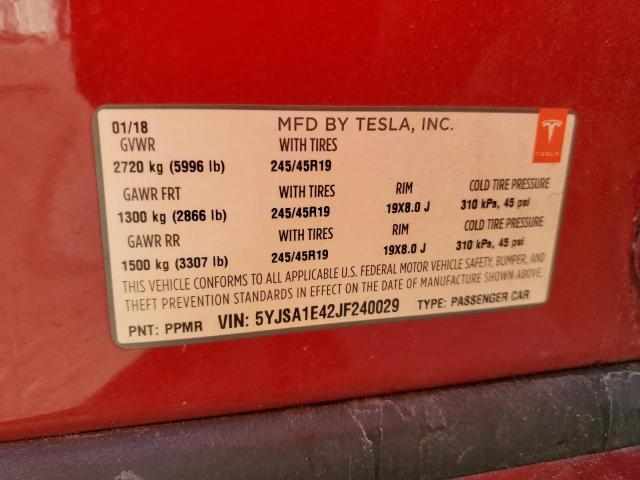 01/18 MFD BY TESLA, INC.
GVWR WITH TIRES
2720 kg (5996 lb) 245/45R19
TESLA
GAWR FRT WITH TIRES RIM COLD TIRE PRESSURE
1300 kg (2866 lb) 245/45R19 19X8.0 J 310 kPa, 45 psi
GAWR RR WITH TIRES RIM COLD TIRE PRESSURE
1500 kg (3307 lb) 245/45R19 19X8.0 J 310 kPa, 45 psi
THIS VEHICLE CONFORMS TO ALL APPLICABLE U.S. FEDERAL MOTOR VEHICLE SAFETY, BUMPER, AND
THEFT PREVENTION STANDARDS IN EFFECT ON THE DATE OF MANUFACTURE SHOWN ABOVE.
PNT: PPMR VIN: 5YJSA1E42JF240029 TYPE: PASSENGER CAR